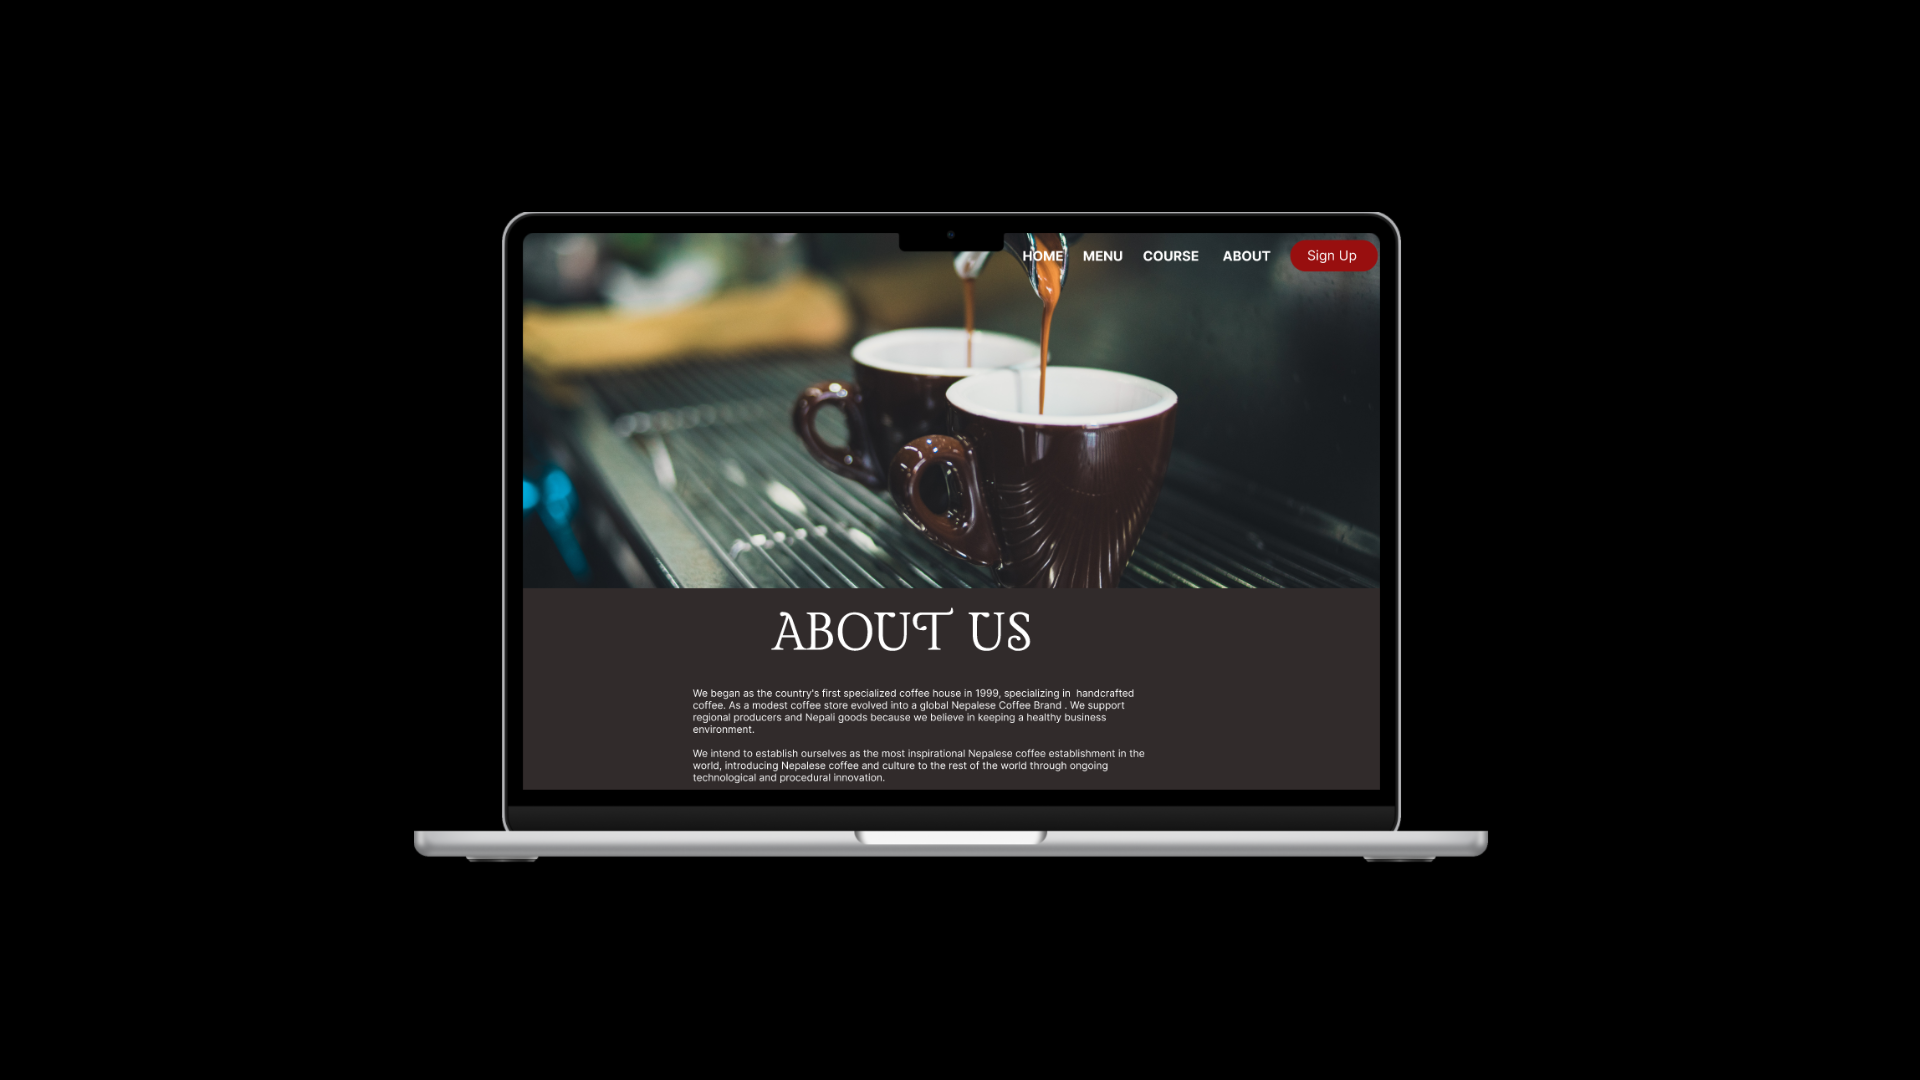 HOME MENU COURSE ABOUT Sign Up
ABOUT US
We began as the country's first specialized coffee house in 1999, specializing in  handcrafted
coffee. As a modest coffee store evolved into a global Nepalese Coffee Brand . We support
regional producers and Nepali goods because we believe in keeping a healthy business
environment.
We intend to establish ourselves as the most inspirational Nepalese coffee establishment in the
world, introducing Nepalese coffee and culture to the rest of the world through ongoing
technological and procedural innovation.